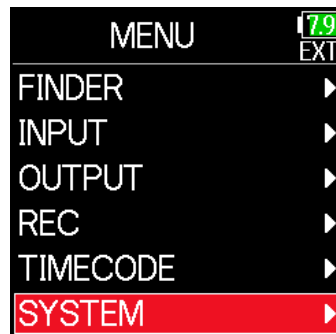 MENU
7.9
EXT
FINDER
INPUT
OUTPUT
REC
TIMECODE
SYSTEM